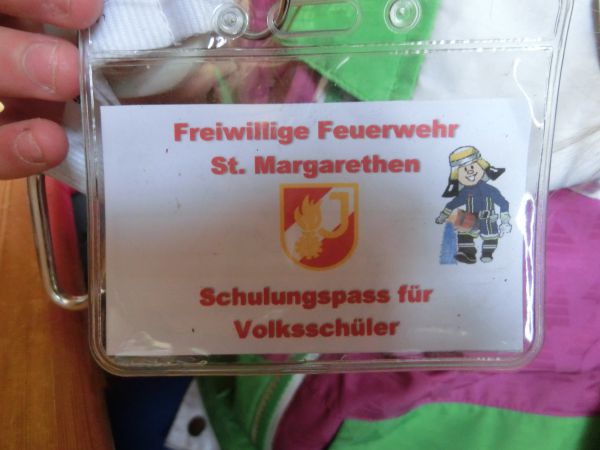 Freiwillige Feuerwehr
St. Margarethen
J
Schulungspass für
Volksschüler